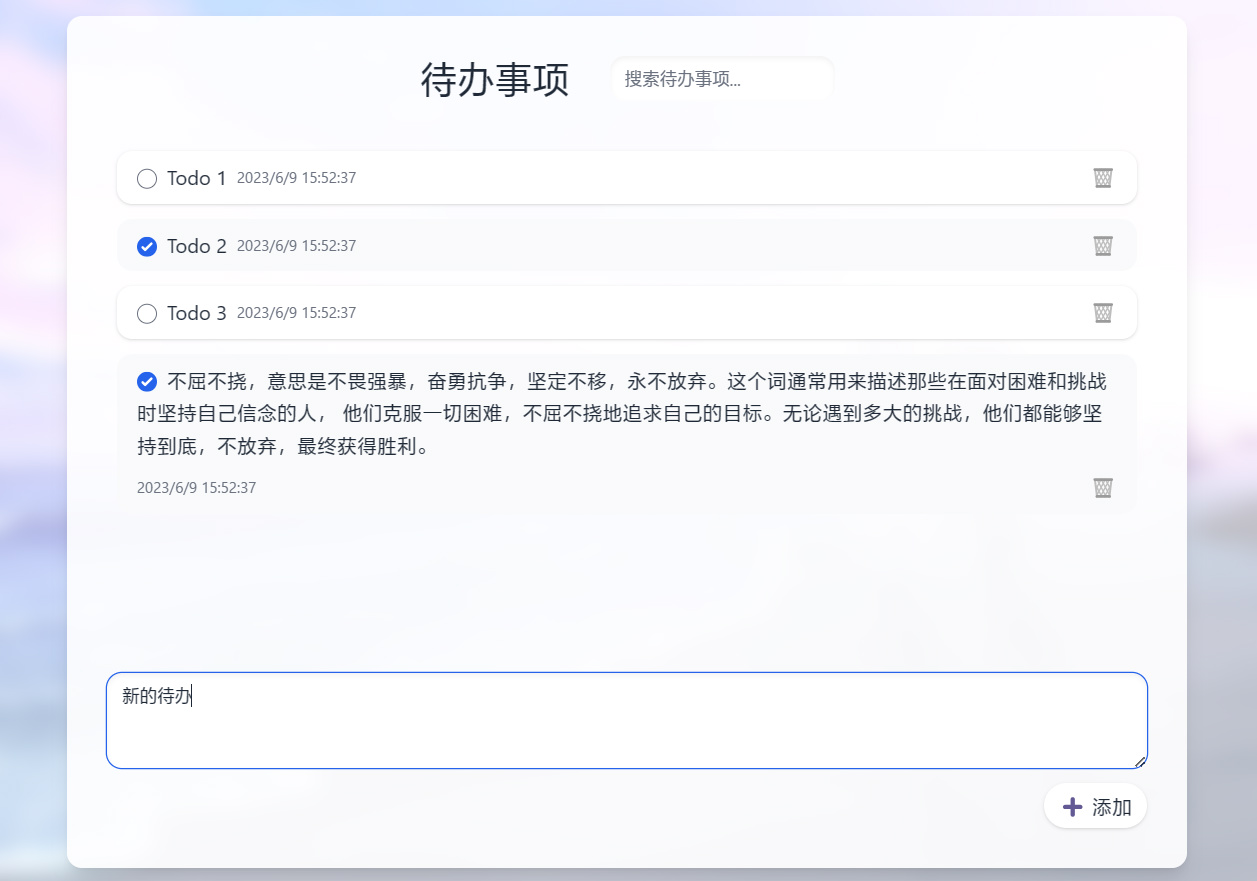 待办事项
搜索待办事项...
Todo 1 2023/6/9 15:52:37
Todo 2 2023/6/9 15:52:37
Todo 3 2023/6/9 15:52:37
不屈不挠，意思是不畏强暴，奋勇抗争，坚定不移，永不放弃。这个词通常用来描述那些在面对困难和挑战
时坚持自己信念的人， 他们克服一切困难，不屈不挠地追求自己的目标。无论遇到多大的挑战，他们都能够坚
持到底，不放弃，最终获得胜利。
2023/6/9 15:52:37
新的待办
添加